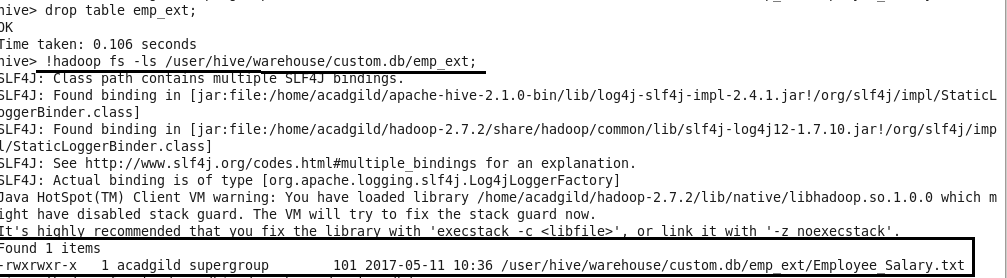 hive> drop table emp_ext;
OK
Time taken: 0.106 seconds
hive> !hadoop fs -ls /user/hive/warehouse/custom.db/emp_ext;
SLF4J: Class path contains multiple SLF4J bindings.
SLF4J: Found binding in [jar:file:/home/acadgild/apache-hive-2.1.0-bin/lib/log4j-slf4j-impl-2.4.1.jar!/org/slf4j/impl/StaticL
oggerBinder.class]
SLF4J: Found binding in [jar:file:/home/acadgild/hadoop-2.7.2/share/hadoop/common/lib/slf4j-log4j12-1.7.10.jar!/org/slf4j/imp
l/StaticLoggerBinder.class]
SLF4J: See http://www.slf4j.org/codes.html#multiple_bindings for an explanation.
SLF4J: Actual binding is of type [org.apache.logging.slf4j.Log4jLoggerFactory]
Java HotSpot(TM) Client VM warning: You have loaded library /home/acadgild/hadoop-2.7.2/lib/native/libhadoop.so.1.0.0 which m
ight have disabled stack guard. The VM will try to fix the stack guard now.
It's highly recommended that you fix the library with 'execstack -c <libfile>', or link it with '-z noexecstack'.
Found 1 items
-rwxrwxr-x   1 acadgild supergroup        101 2017-05-11 10:36 /user/hive/warehouse/custom.db/emp_ext/Employee_Salary.txt